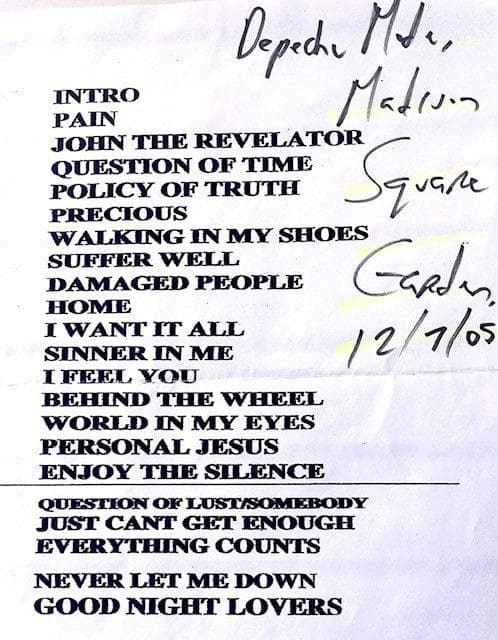 Depeche Mode,
Madison
Square
Garden,
12/7/05
INTRO
PAIN
JOHN THE REVELATOR
QUESTION OF TIME
POLICY OF TRUTH
PRECIOUS
WALKING IN MY SHOES
SUFFER WELL
DAMAGED PEOPLE
HOME
I WANT IT ALL
SINNER IN ME
I FEEL YOU
BEHIND THE WHEEL
WORLD IN MY EYES
PERSONAL JESUS
ENJOY THE SILENCE
QUESTION OF LUST/SOMEBODY
JUST CANT GET ENOUGH
EVERYTHING COUNTS
NEVER LET ME DOWN
GOOD NIGHT LOVERS